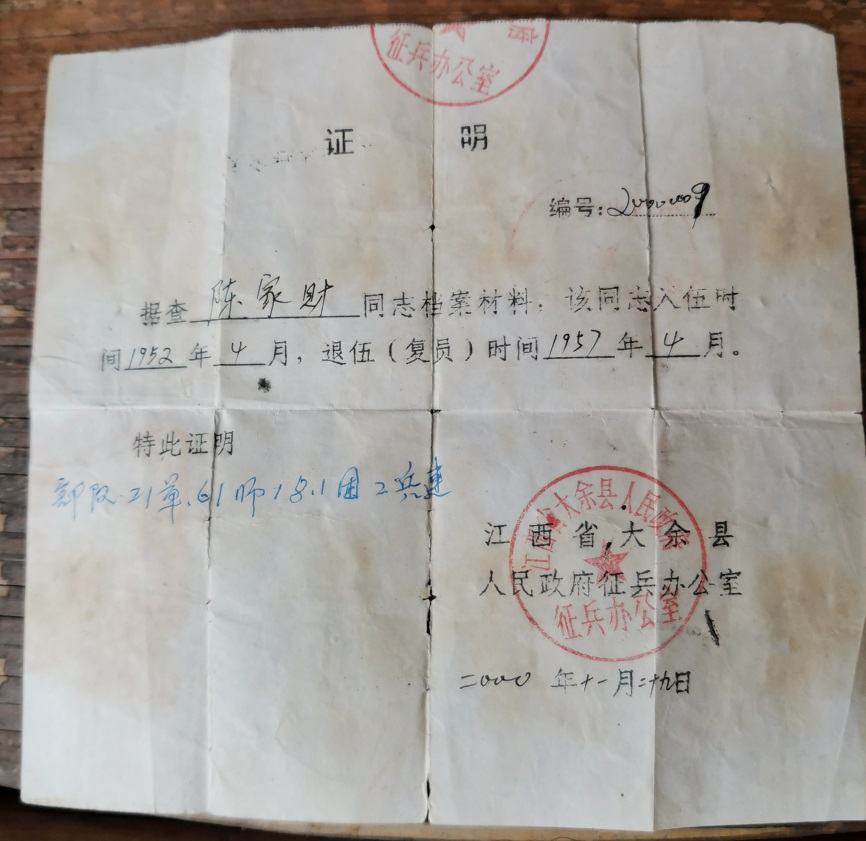 征兵办公室
证 明
编号:2000009
据查 陈家财 同志档案材料，该同志入伍时
间1952年4月，退伍(复员)时间1957年4月。
特此证明
部队.21军.61师.181团工兵连
江西省大余县人民政府
江西省大余县
人民政府征兵办公室
征兵办公室
二000年十一月二十九日